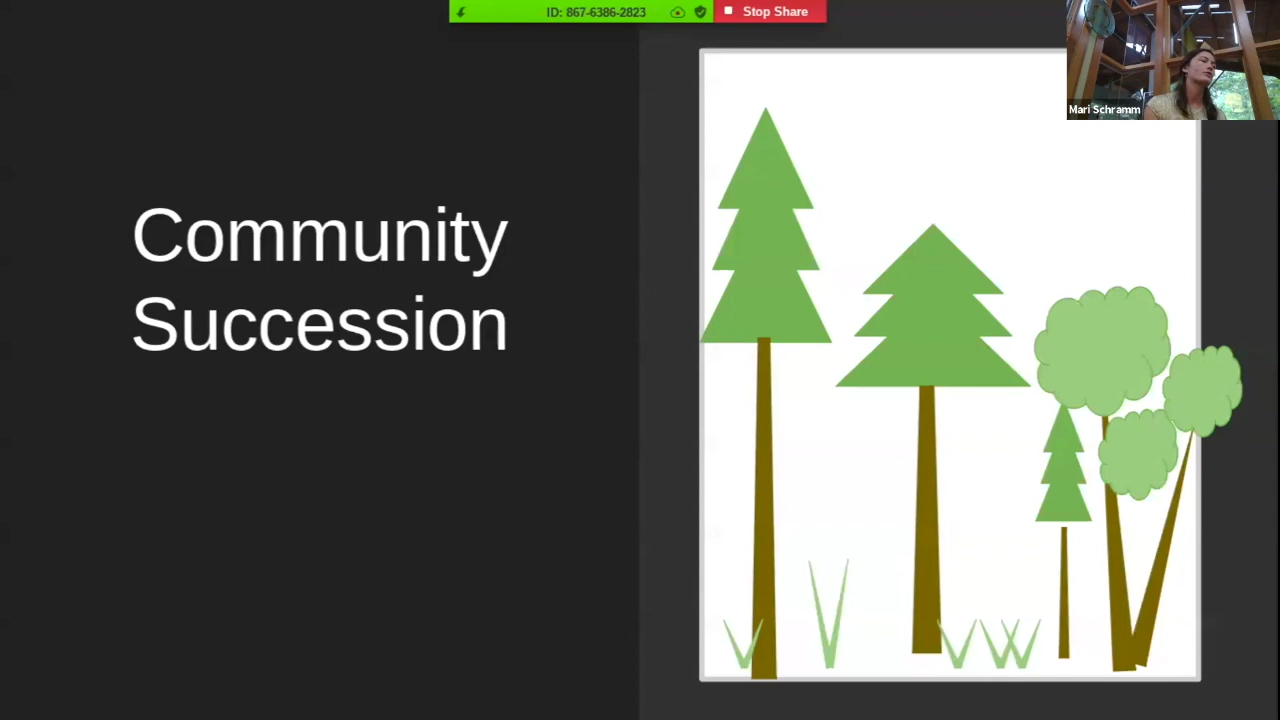 ID: 867-6386-2823
Stop Share
Mari Schramm
Community
Succession